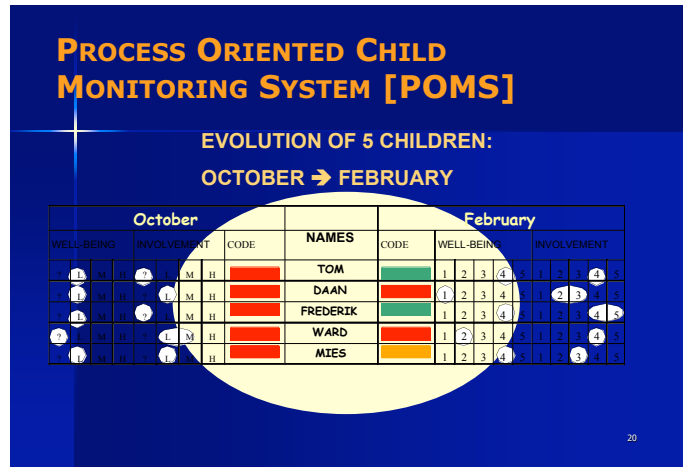 PROCESS ORIENTED CHILD
MONITORING SYSTEM [POMS]
EVOLUTION OF 5 CHILDREN:
OCTOBER ➔ FEBRUARY
October February
WELL-BEING INVOLVEMENT CODE NAMES CODE WELL-BEING INVOLVEMENT
? L M H ? L M H TOM 1 2 3 4 5 1 2 3 4 5
? L M H ? L M H DAAN 1 2 3 4 5 1 2 3 4 5
? L M H ? L M H FREDERIK 1 2 3 4 5 1 2 3 4 5
? L M H ? L M H WARD 1 2 3 4 5 1 2 3 4 5
? L M H ? L M H MIES 1 2 3 4 5 1 2 3 4 5
20